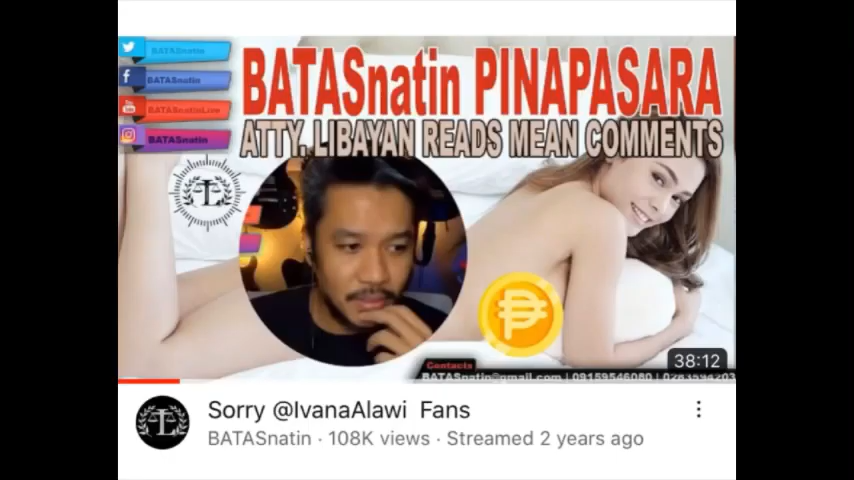 BATASnatin
BATASnatin
BATASnatinLive
BATASnatin
BATASnatin PINAPASARA
ATTY. LIBAYAN READS MEAN COMMENTS
L
₱
38:12
Contacts
BATASnatin@gmail.com | 09159546080 |
Sorry @IvanaAlawi Fans
BATASnatin · 108K views · Streamed 2 years ago